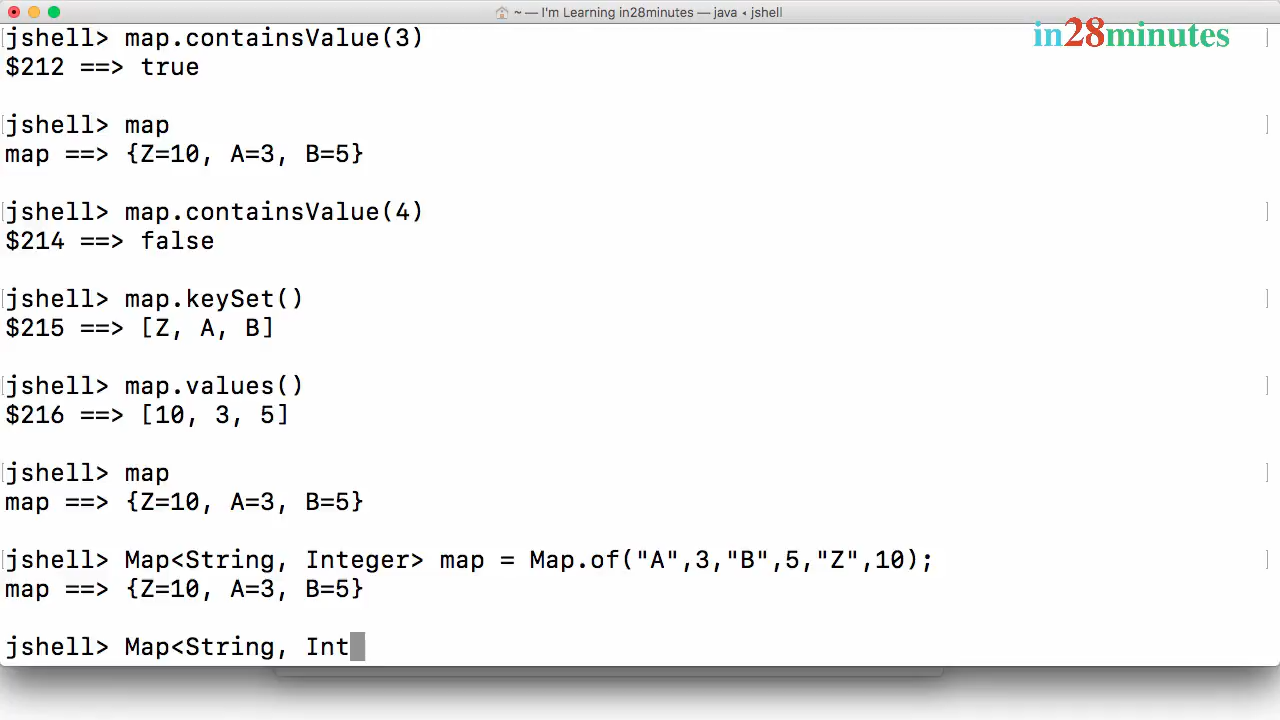 ~ — I'm Learning in28minutes — java ◂ jshell
in28minutes
jshell> map.containsValue(3)
$212 ==> true
jshell> map
map ==> {Z=10, A=3, B=5}
jshell> map.containsValue(4)
$214 ==> false
jshell> map.keySet()
$215 ==> [Z, A, B]
jshell> map.values()
$216 ==> [10, 3, 5]
jshell> map
map ==> {Z=10, A=3, B=5}
jshell> Map<String, Integer> map = Map.of("A",3,"B",5,"Z",10);
map ==> {Z=10, A=3, B=5}
jshell> Map<String, Int